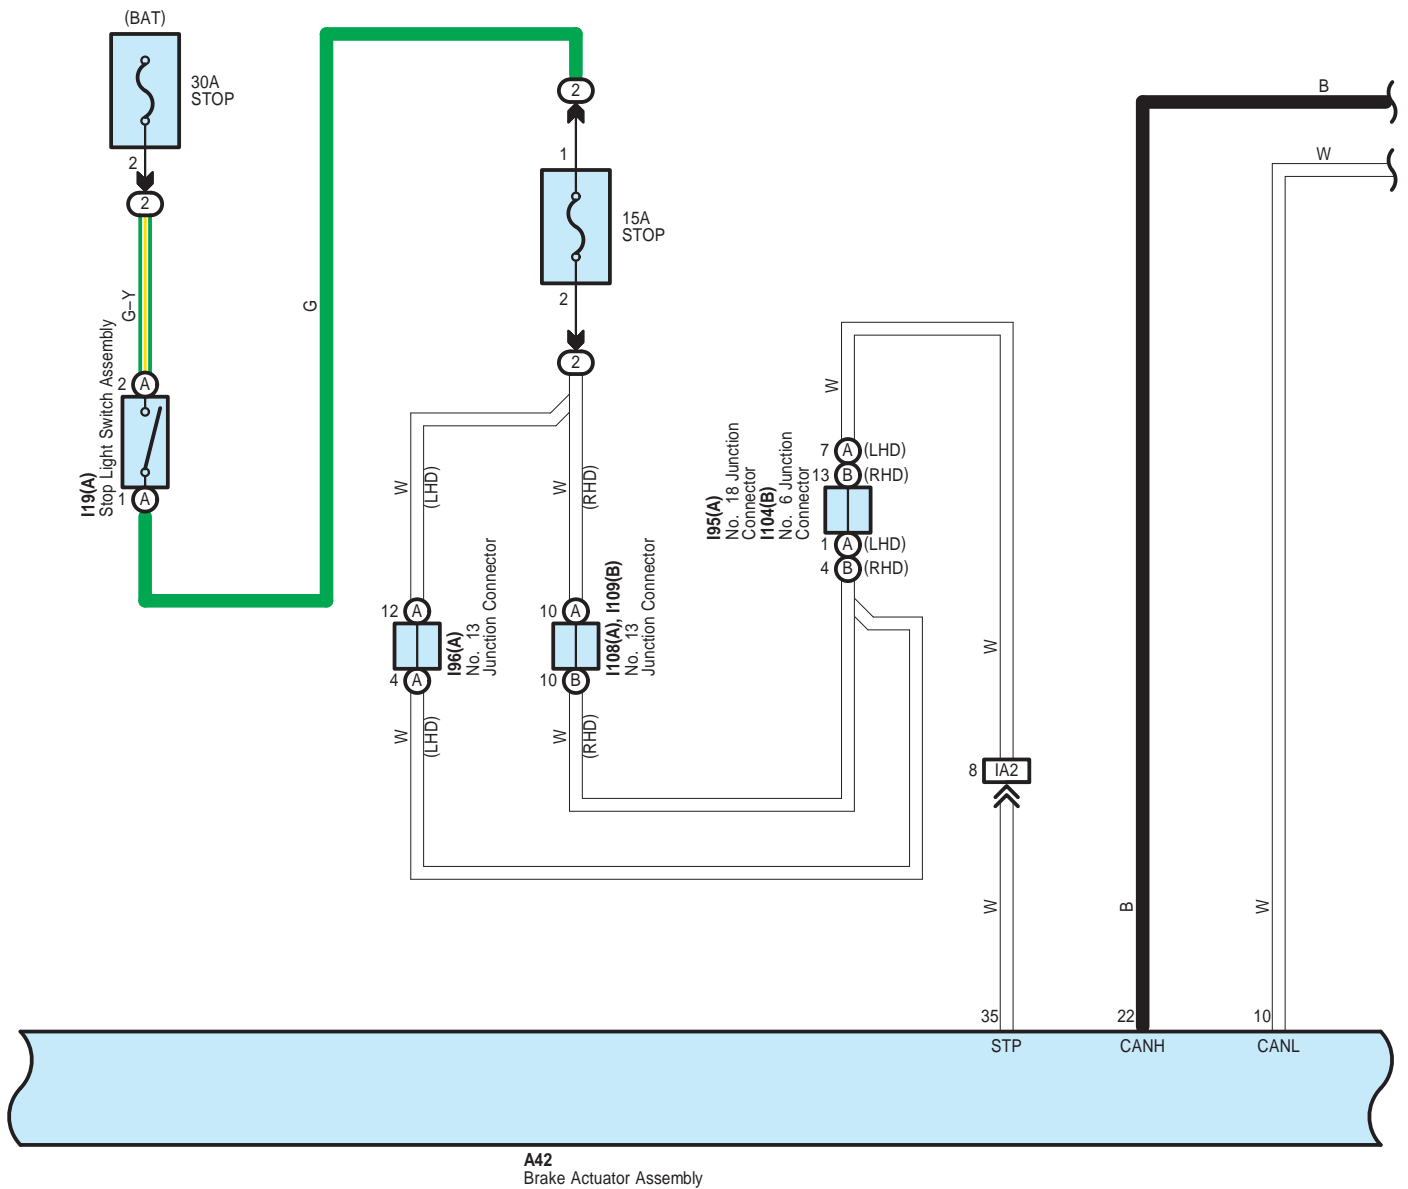 (BAT)
30A
STOP
2
2
G–Y
2 A
I19(A)
Stop Light Switch Assembly
1 A
G
2
1
15A
STOP
2
2
W
(LHD)
W
(RHD)
12 A
4 A
I96(A)
No. 13
Junction Connector
10 A
10 B
I108(A), I109(B)
No. 13
Junction Connector
W
(LHD)
W
(RHD)
W
7 A (LHD)
13 B (RHD)
I95(A)
No. 18 Junction
Connector
I104(B)
No. 6 Junction
Connector
1 A (LHD)
4 B (RHD)
W
8 IA2
W
B
W
B
W
35
22
10
STP
CANH
CANL
A42
Brake Actuator Assembly